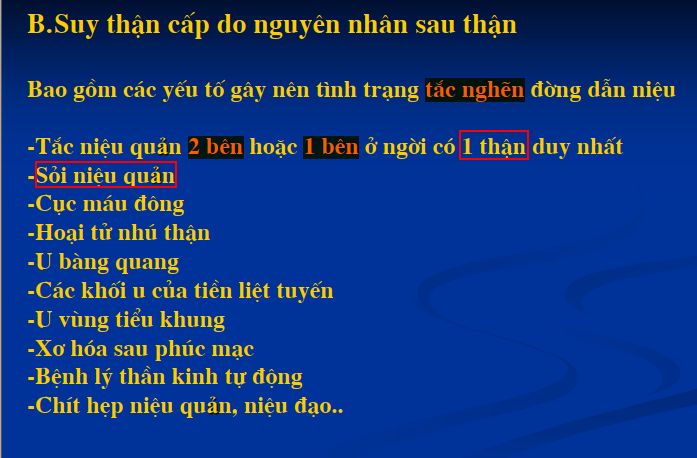 B.Suy thận cấp do nguyên nhân sau thận
Bao gồm các yếu tố gây nên tình trạng tắc nghẽn đờng dẫn niệu
-Tắc niệu quản 2 bên hoặc 1 bên ở ngời có 1 thận duy nhất
-Sỏi niệu quản
-Cục máu đông
-Hoại tử nhú thận
-U bàng quang
-Các khối u của tiền liệt tuyến
-U vùng tiểu khung
-Xơ hóa sau phúc mạc
-Bệnh lý thần kinh tự động
-Chít hẹp niệu quản, niệu đạo..